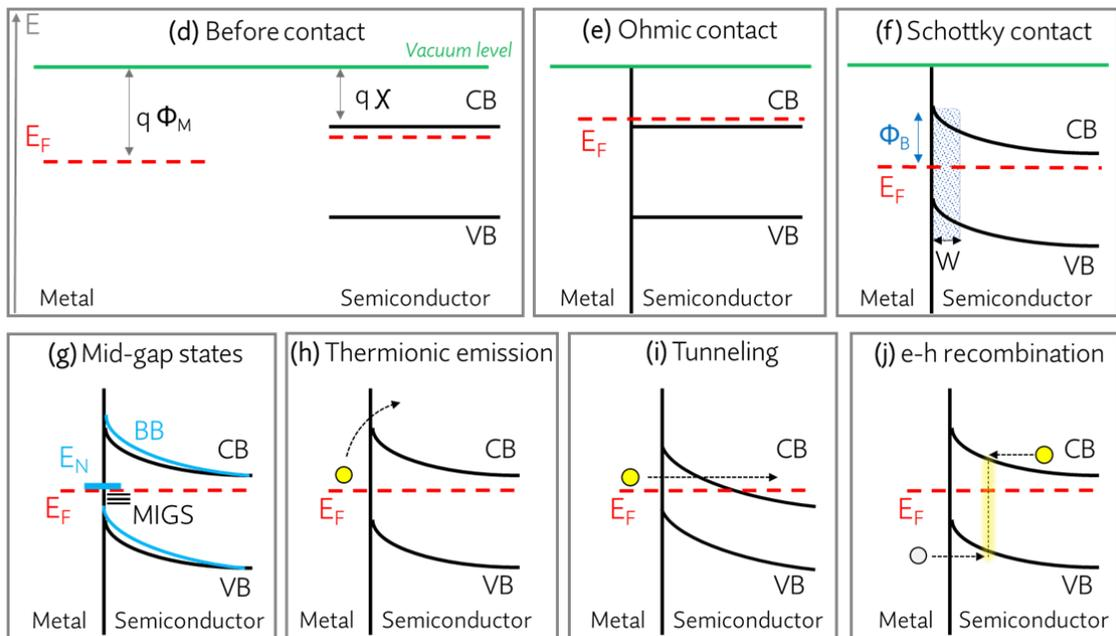 E
(d) Before contact
Vacuum level
q Φ_M
q χ
CB
E_F
VB
Metal
Semiconductor
(e) Ohmic contact
CB
E_F
VB
Metal
Semiconductor
(f) Schottky contact
Φ_B
CB
E_F
W
VB
Metal
Semiconductor
(g) Mid-gap states
BB
CB
E_N
E_F
MIGS
VB
Metal
Semiconductor
(h) Thermionic emission
CB
E_F
VB
Metal
Semiconductor
(i) Tunneling
CB
E_F
VB
Metal
Semiconductor
(j) e-h recombination
CB
E_F
VB
Metal
Semiconductor